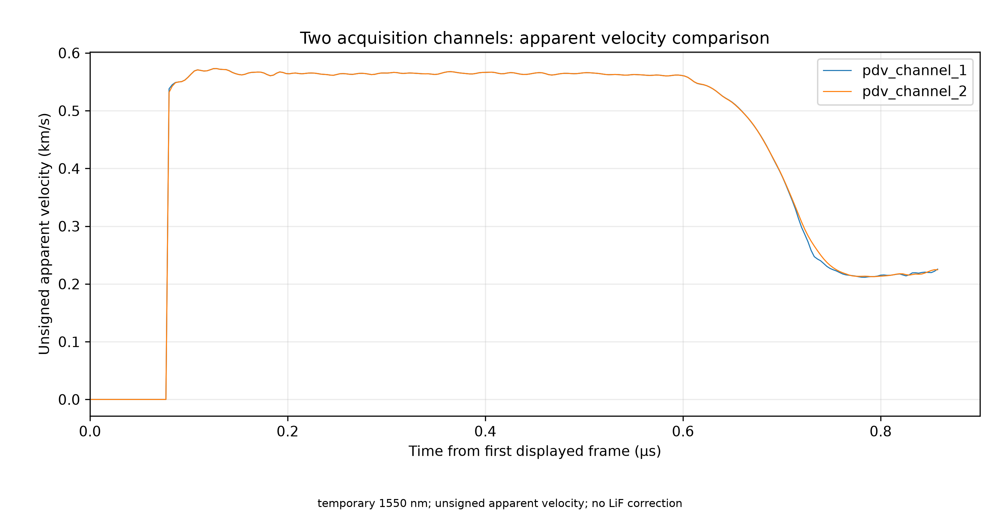 Two acquisition channels: apparent velocity comparison
0.6
0.5
0.4
0.3
0.2
0.1
0.0
Unsigned apparent velocity (km/s)
pdv_channel_1
pdv_channel_2
0.0 0.2 0.4 0.6 0.8
Time from first displayed frame (µs)
temporary 1550 nm; unsigned apparent velocity; no LiF correction